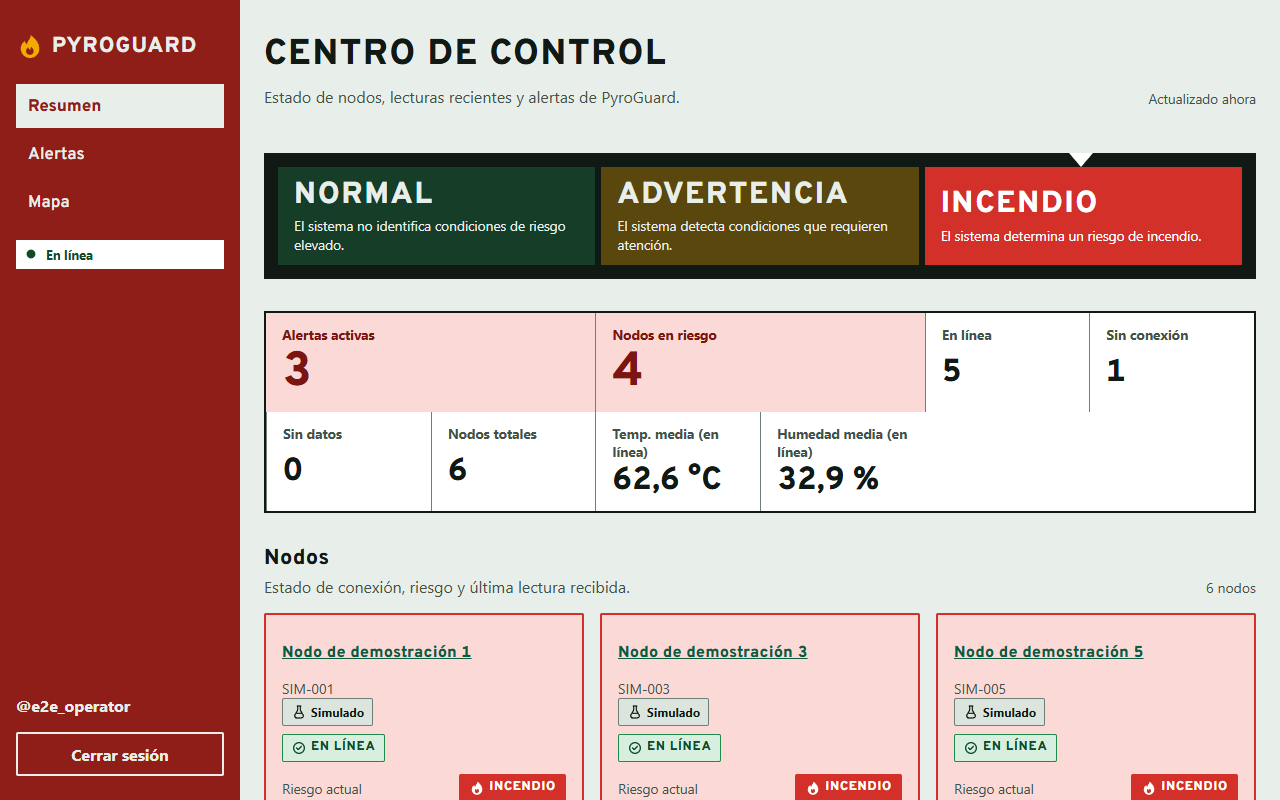 PYROGUARD
Resumen
Alertas
Mapa
En línea
@e2e_operator
Cerrar sesión
CENTRO DE CONTROL
Estado de nodos, lecturas recientes y alertas de PyroGuard.
Actualizado ahora
NORMAL
El sistema no identifica condiciones de riesgo
elevado.
ADVERTENCIA
El sistema detecta condiciones que requieren
atención.
INCENDIO
El sistema determina un riesgo de incendio.
Alertas activas
3
Nodos en riesgo
4
En línea
5
Sin conexión
1
Sin datos
0
Nodos totales
6
Temp. media (en
línea)
62,6 °C
Humedad media (en
línea)
32,9 %
Nodos
Estado de conexión, riesgo y última lectura recibida.
6 nodos
Nodo de demostración 1
SIM-001
Simulado
EN LÍNEA
Riesgo actual
INCENDIO
Nodo de demostración 3
SIM-003
Simulado
EN LÍNEA
Riesgo actual
INCENDIO
Nodo de demostración 5
SIM-005
Simulado
EN LÍNEA
Riesgo actual
INCENDIO